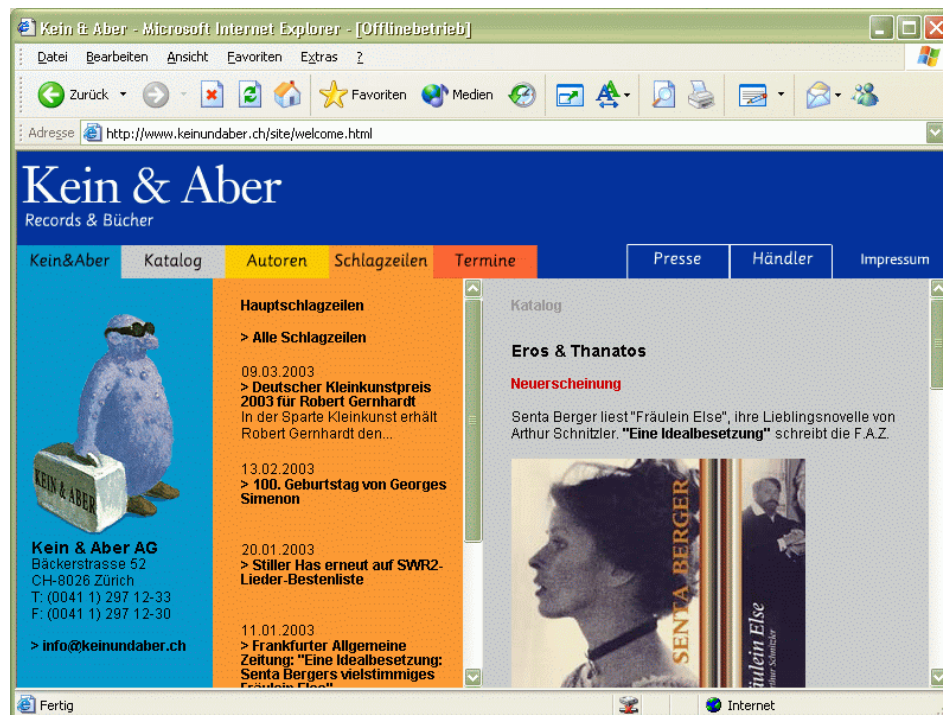 Kein & Aber - Microsoft Internet Explorer - [Offlinebetrieb]
Datei Bearbeiten Ansicht Favoriten Extras ?
Zurück Favoriten Medien
Adresse http://www.keinundaber.ch/site/welcome.html
Kein & Aber
Records & Bücher
Kein&Aber Katalog Autoren Schlagzeilen Termine Presse Händler Impressum
KEIN & ABER
Kein & Aber AG
Bäckerstrasse 52
CH-8026 Zürich
T: (0041 1) 297 12-33
F: (0041 1) 297 12-30
> info@keinundaber.ch
Hauptschlagzeilen
> Alle Schlagzeilen
09.03.2003
> Deutscher Kleinkunstpreis
2003 für Robert Gernhardt
In der Sparte Kleinkunst erhält
Robert Gernhardt den...
13.02.2003
> 100. Geburtstag von Georges
Simenon
20.01.2003
> Stiller Has erneut auf SWR2-
Lieder-Bestenliste
11.01.2003
> Frankfurter Allgemeine
Zeitung: "Eine Idealbesetzung:
Senta Bergers vielstimmiges
Fräulein Else"
Katalog
Eros & Thanatos
Neuerscheinung
Senta Berger liest "Fräulein Else", ihre Lieblingsnovelle von
Arthur Schnitzler. "Eine Idealbesetzung" schreibt die F.A.Z.
SENTA BERGER
äulein Else
Arthur Schnitzler
Fertig Internet